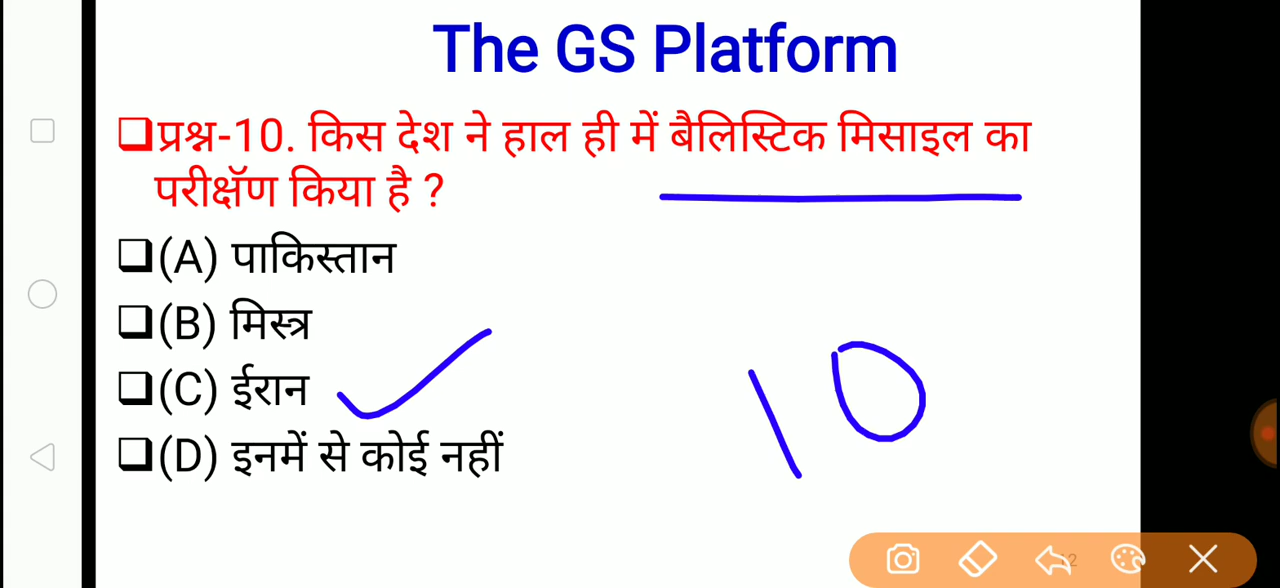 The GS Platform
❑प्रश्न-10. किस देश ने हाल ही में बैलिस्टिक मिसाइल का
परीक्षॅण किया है ?
❑(A) पाकिस्तान
❑(B) मिस्त्र
❑(C) ईरान
❑(D) इनमें से कोई नहीं
10